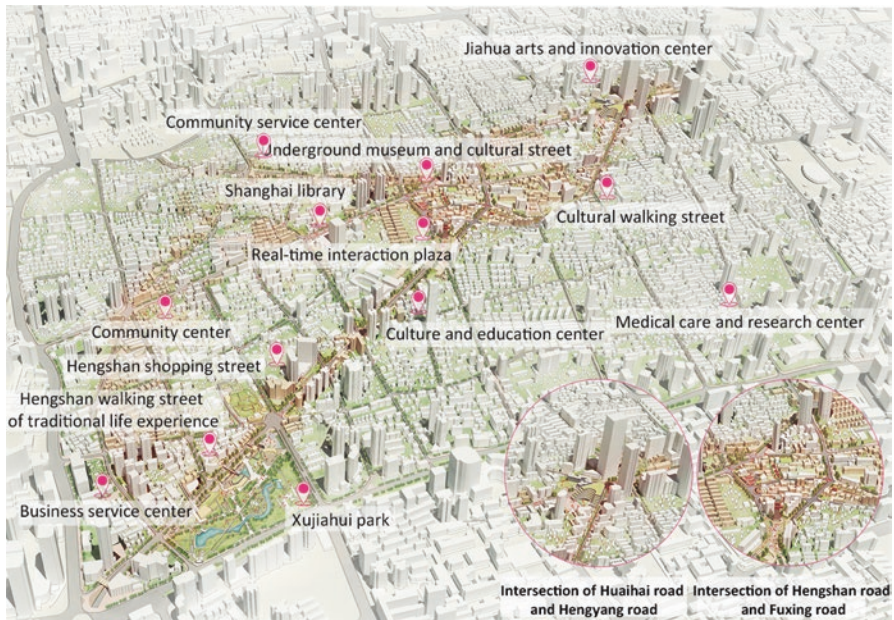 Jiahua arts and innovation center
Community service center
Underground museum and cultural street
Shanghai library
Cultural walking street
Real-time interaction plaza
Community center
Culture and education center
Medical care and research center
Hengshan shopping street
Hengshan walking street
of traditional life experience
Business service center
Xujiahui park
Intersection of Huaihai road
and Hengyang road
Intersection of Hengshan road
and Fuxing road